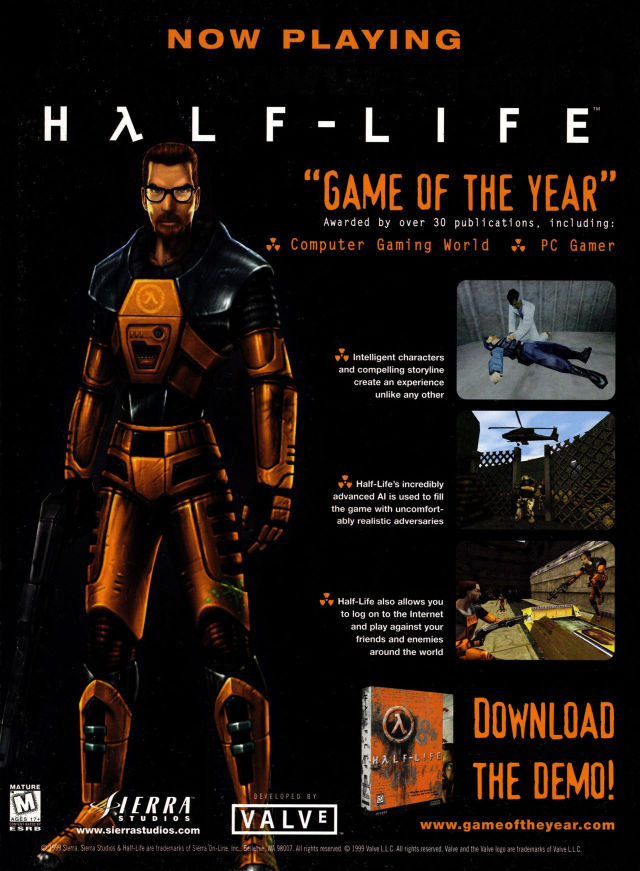 NOW PLAYING
HλLF-LIFE™
“GAME OF THE YEAR”
Awarded by over 30 publications, including:
Computer Gaming World PC Gamer
Intelligent characters
and compelling storyline
create an experience
unlike any other
Half-Life's incredibly
advanced AI is used to fill
the game with uncomfort-
ably realistic adversaries
Half-Life also allows you
to log on to the Internet
and play against your
friends and enemies
around the world
HλLF-LIFE
DOWNLOAD
THE DEMO!
www.gameoftheyear.com
MATURE
M
AGES 17+
CONTENT RATED BY
ESRB
SIERRA
STUDIOS
www.sierrastudios.com
DEVELOPED BY
VALVE
© 1999 Sierra. Sierra Studios & Half-Life are trademarks of Sierra On-Line, Inc., Bellevue, WA 98007. All rights reserved. © 1999 Valve L.L.C. All rights reserved. Valve and the Valve logo are trademarks of Valve L.L.C.